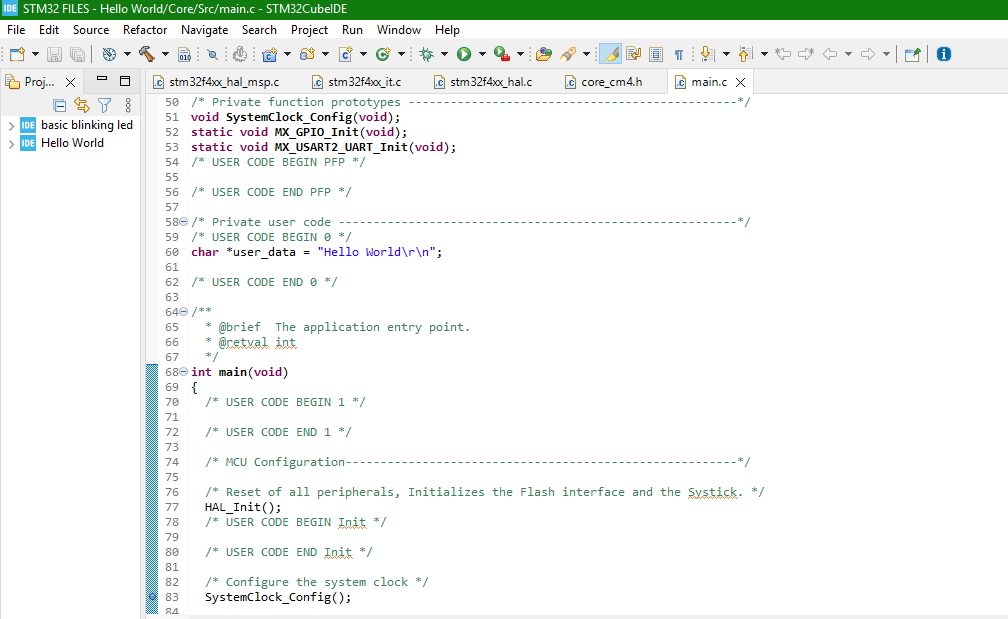 IDE STM32 FILES - Hello World/Core/Src/main.c - STM32CubeIDE
File Edit Source Refactor Navigate Search Project Run Window Help
010
Proj...
IDE basic blinking led
IDE Hello World
stm32f4xx_hal_msp.c stm32f4xx_it.c stm32f4xx_hal.c core_cm4.h main.c
50 /* Private function prototypes -----------------------------------------------*/
51 void SystemClock_Config(void);
52 static void MX_GPIO_Init(void);
53 static void MX_USART2_UART_Init(void);
54 /* USER CODE BEGIN PFP */
55
56 /* USER CODE END PFP */
57
58 /* Private user code ---------------------------------------------------------*/
59 /* USER CODE BEGIN 0 */
60 char *user_data = "Hello World\r\n";
61
62 /* USER CODE END 0 */
63
64 /**
65 * @brief The application entry point.
66 * @retval int
67 */
68 int main(void)
69 {
70 /* USER CODE BEGIN 1 */
71
72 /* USER CODE END 1 */
73
74 /* MCU Configuration--------------------------------------------------------*/
75
76 /* Reset of all peripherals, Initializes the Flash interface and the Systick. */
77 HAL_Init();
78 /* USER CODE BEGIN Init */
79
80 /* USER CODE END Init */
81
82 /* Configure the system clock */
83 SystemClock_Config();
84